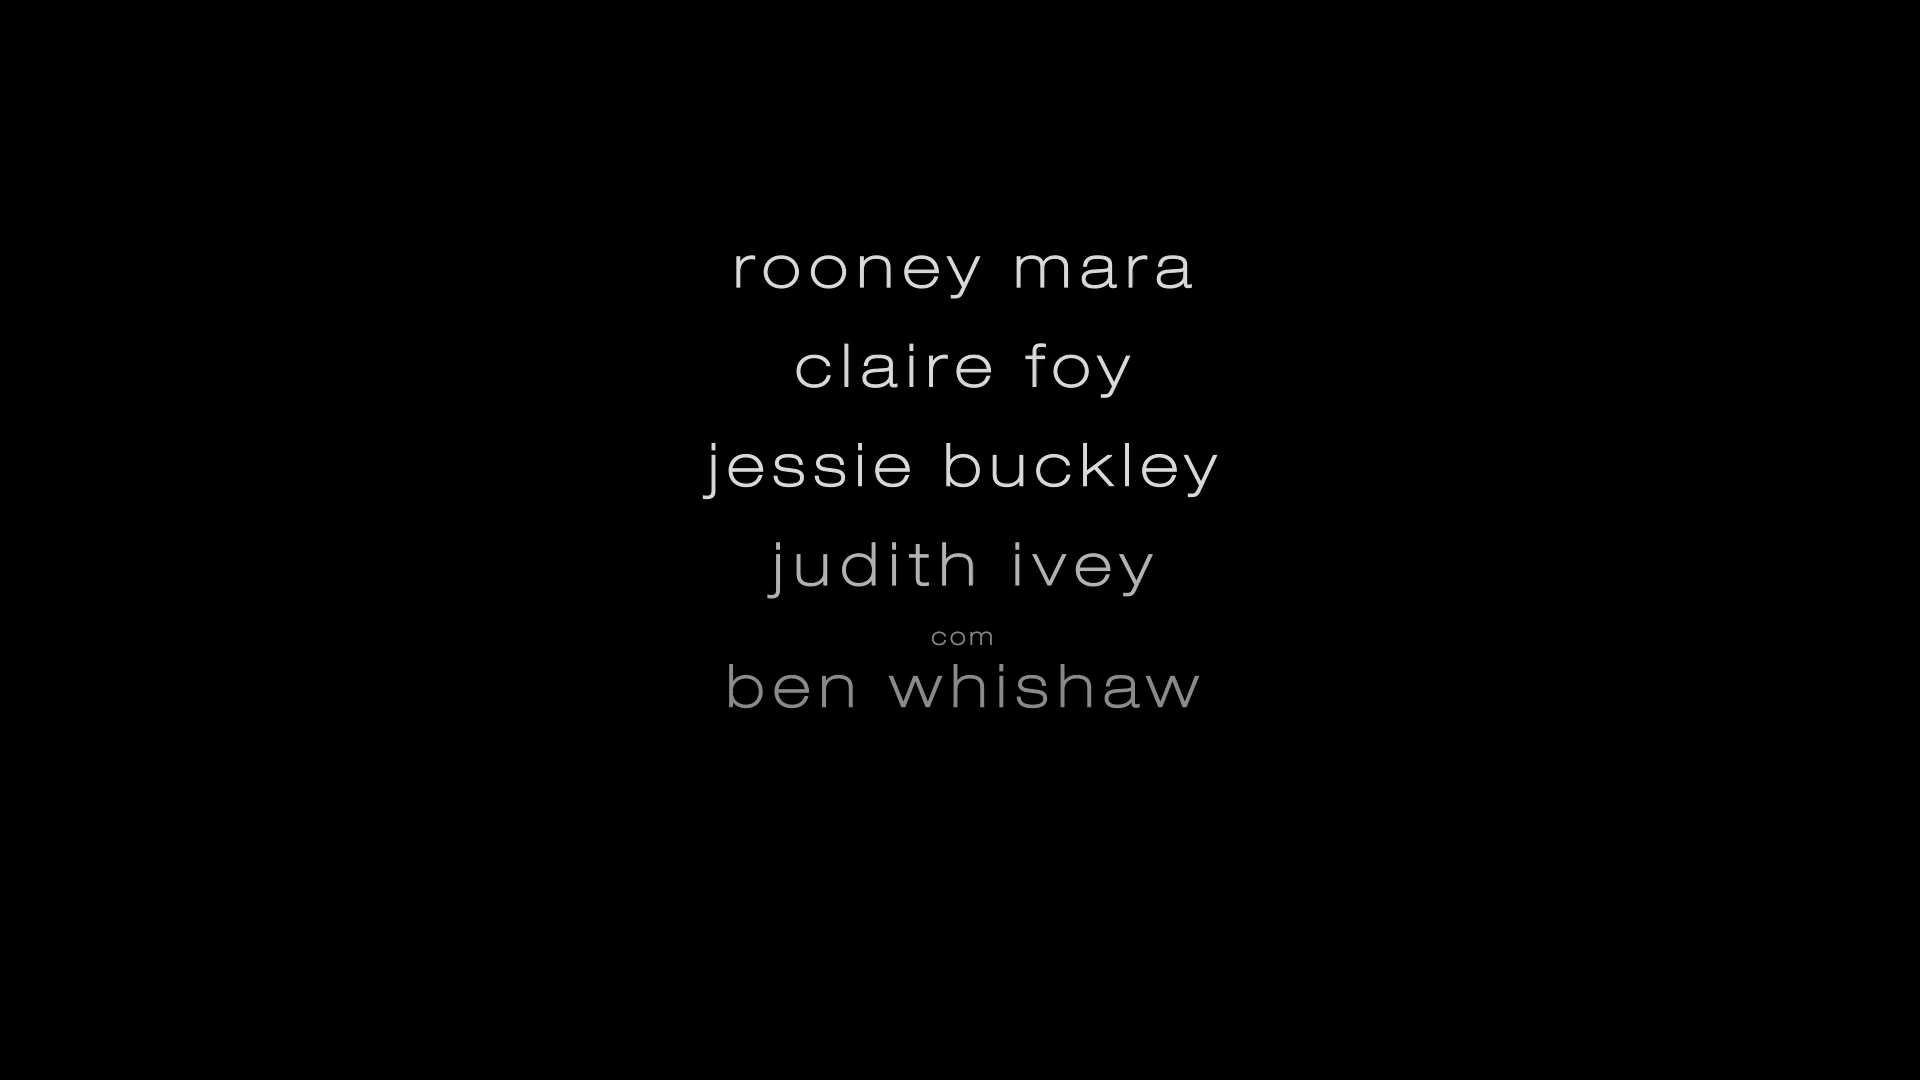 rooney mara
claire foy
jessie buckley
judith ivey
com
ben whishaw